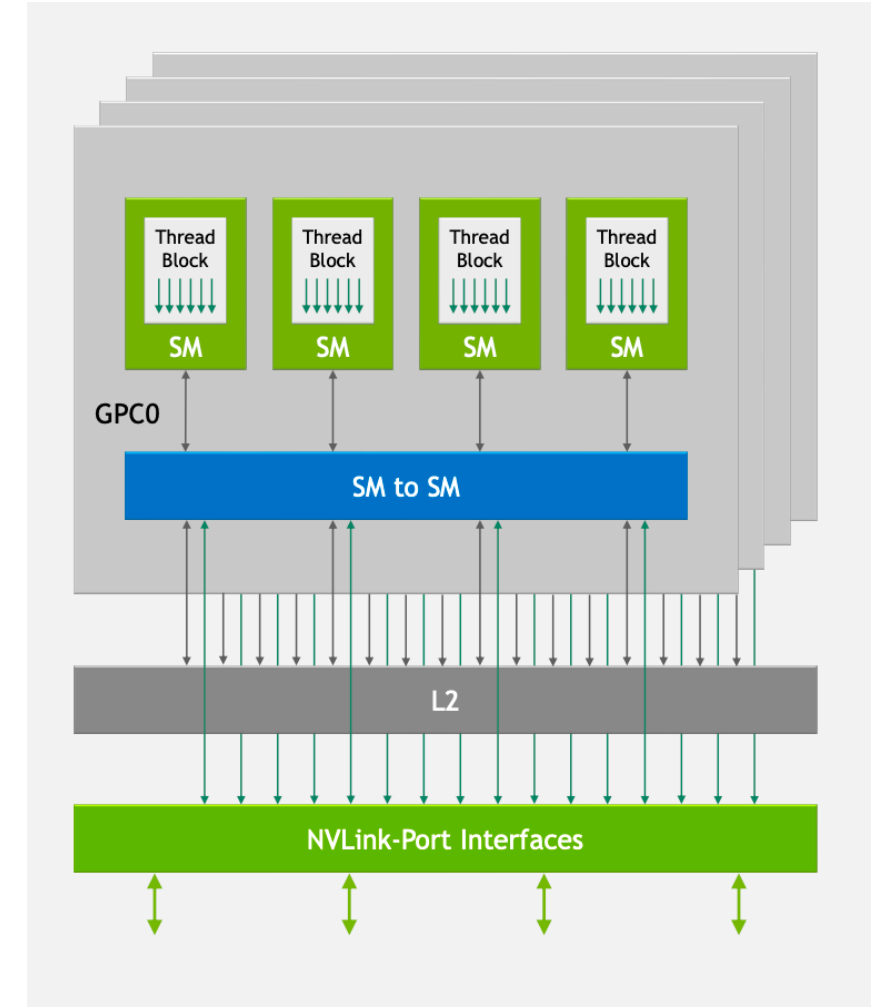 Thread
Block
SM
Thread
Block
SM
Thread
Block
SM
Thread
Block
SM
GPC0
SM to SM
L2
NVLink-Port Interfaces